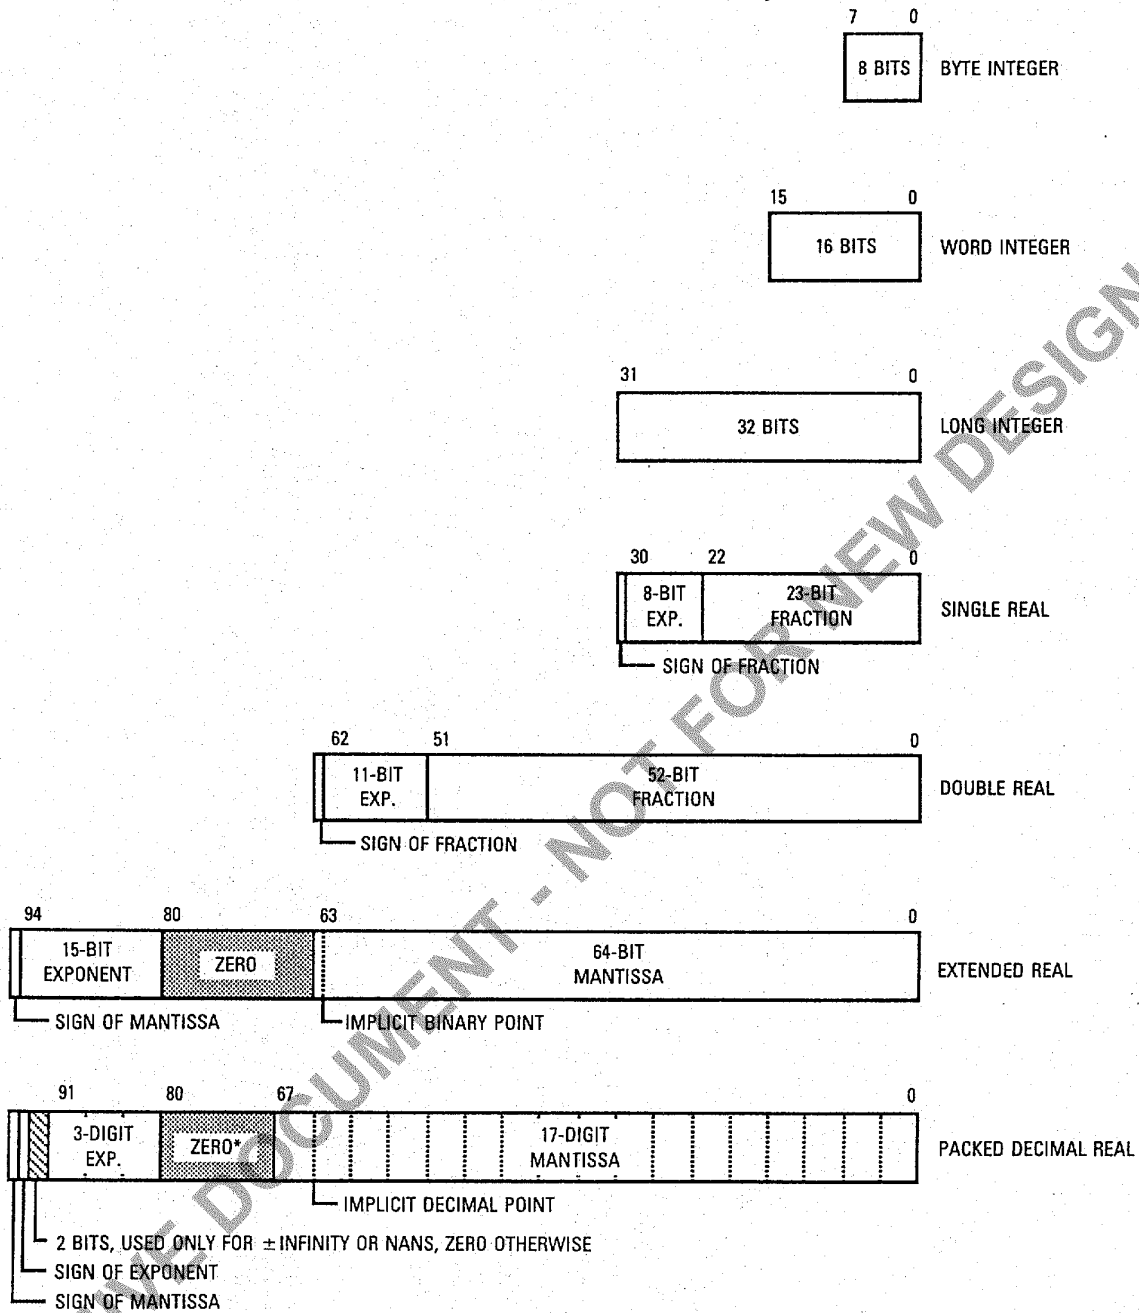 7 0
8 BITS BYTE INTEGER
15 0
16 BITS WORD INTEGER
31 0
32 BITS LONG INTEGER
30 22 0
8-BIT EXP. 23-BIT FRACTION SINGLE REAL
SIGN OF FRACTION
62 51 0
11-BIT EXP. 52-BIT FRACTION DOUBLE REAL
SIGN OF FRACTION
94 80 63 0
15-BIT EXPONENT ZERO 64-BIT MANTISSA EXTENDED REAL
SIGN OF MANTISSA IMPLICIT BINARY POINT
91 80 67 0
3-DIGIT EXP. ZERO* 17-DIGIT MANTISSA PACKED DECIMAL REAL
IMPLICIT DECIMAL POINT
2 BITS, USED ONLY FOR ±INFINITY OR NANS, ZERO OTHERWISE
SIGN OF EXPONENT
SIGN OF MANTISSA
DOCUMENT - NOT FOR NEW DESIGN